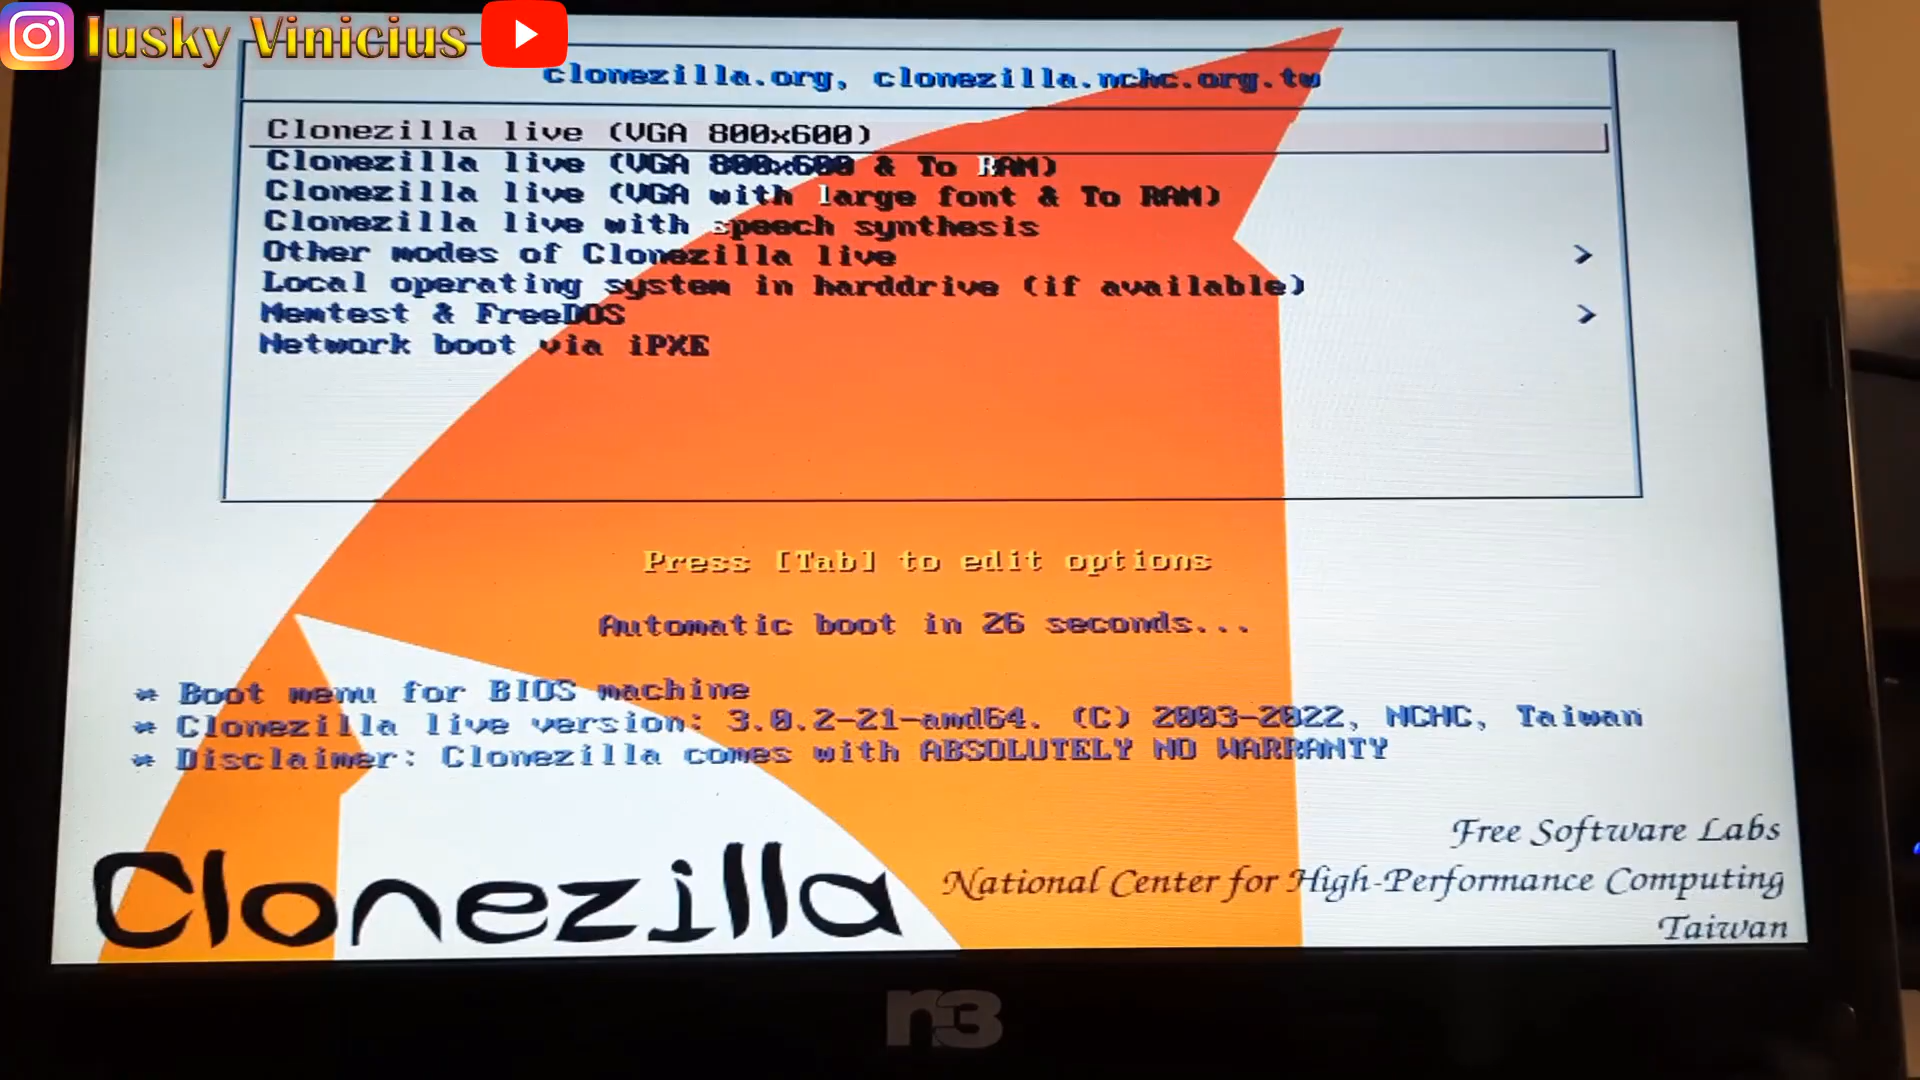 Iusky Vinicius
clonezilla.org, clonezilla.nchc.org.tw
Clonezilla live (VGA 800x600)
Clonezilla live (VGA 800x600 & To RAM)
Clonezilla live (VGA with large font & To RAM)
Clonezilla live with speech synthesis
Other modes of Clonezilla live >
Local operating system in harddrive (if available)
Memtest & FreeDOS >
Network boot via iPXE
Press [Tab] to edit options
Automatic boot in 26 seconds...
* Boot menu for BIOS machine
* Clonezilla live version: 3.0.2-21-amd64. (C) 2003-2022, NCHC, Taiwan
* Disclaimer: Clonezilla comes with ABSOLUTELY NO WARRANTY
Free Software Labs
National Center for High-Performance Computing
Taiwan
Clonezilla
n3